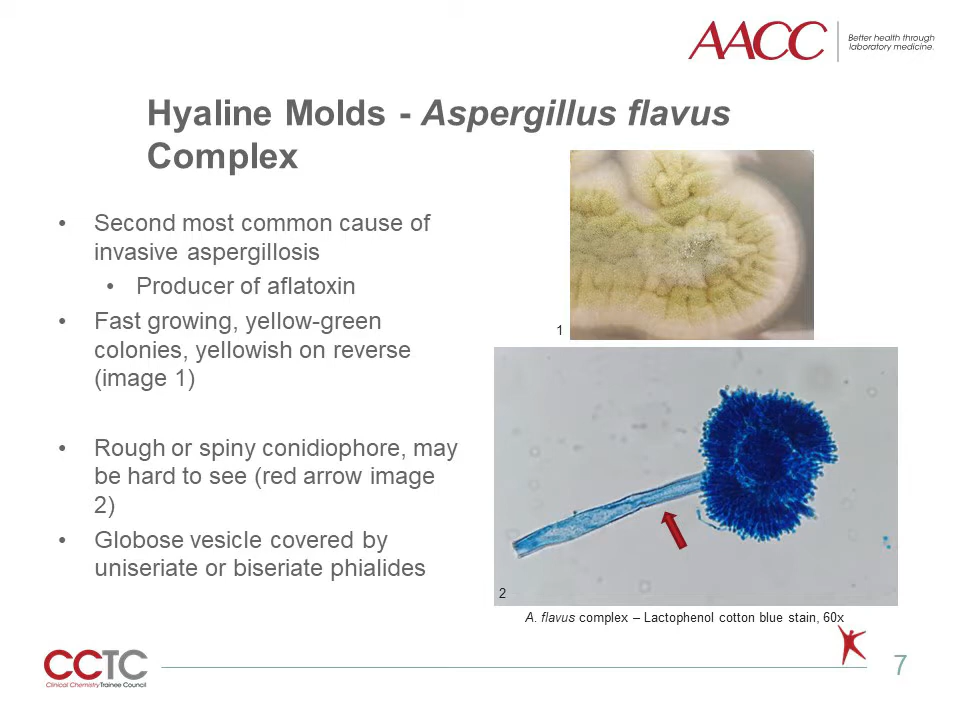 AACC
Better health through
laboratory medicine.
Hyaline Molds - Aspergillus flavus
Complex
• Second most common cause of
invasive aspergillosis
• Producer of aflatoxin
• Fast growing, yellow-green
colonies, yellowish on reverse
(image 1)
• Rough or spiny conidiophore, may
be hard to see (red arrow image
2)
• Globose vesicle covered by
uniseriate or biseriate phialides
1
2
A. flavus complex – Lactophenol cotton blue stain, 60x
CCTC
Clinical Chemistry Trainee Council
7